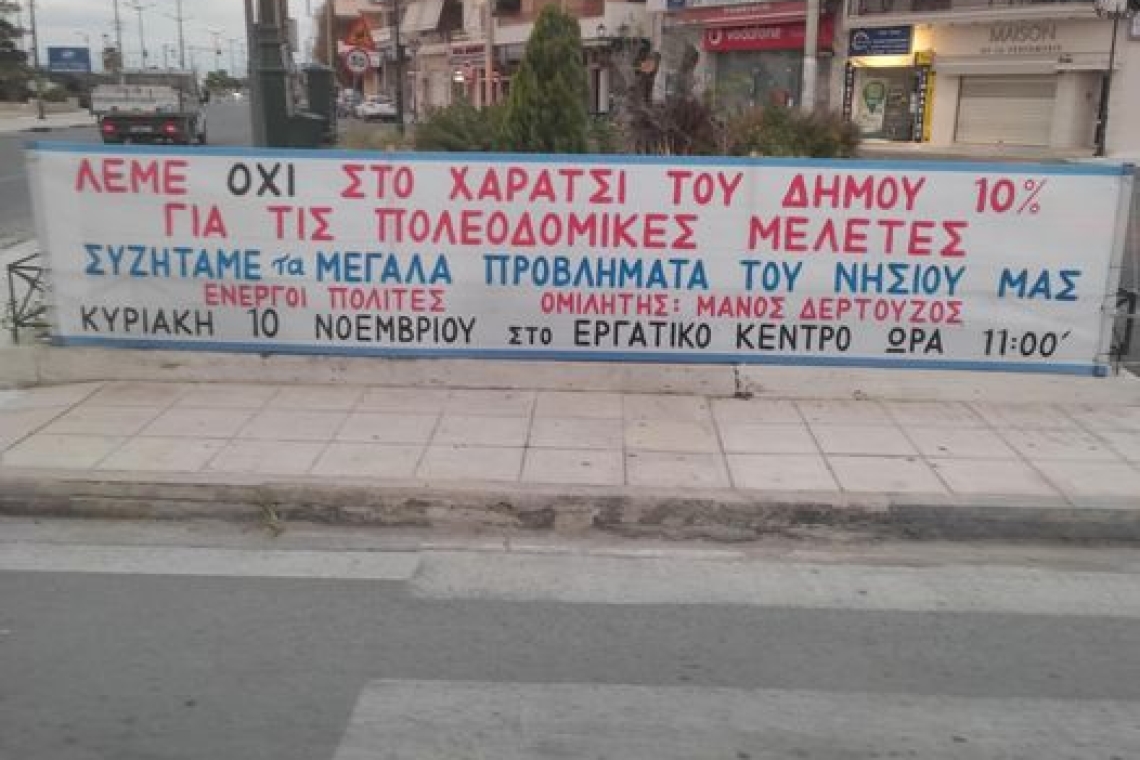 ΛΕΜΕ ΟΧΙ ΣΤΟ ΧΑΡΑΤΣΙ ΤΟΥ ΔΗΜΟΥ 10%
ΓΙΑ ΤΙΣ ΠΟΛΕΟΔΟΜΙΚΕΣ ΜΕΛΕΤΕΣ
ΣΥΖΗΤΑΜΕ τα ΜΕΓΑΛΑ ΠΡΟΒΛΗΜΑΤΑ ΤΟΥ ΝΗΣΙΟΥ ΜΑΣ
ΕΝΕΡΓΟΙ ΠΟΛΙΤΕΣ ΟΜΙΛΗΤΗΣ: ΜΑΝΟΣ ΔΕΡΤΟΥΖΟΣ
ΚΥΡΙΑΚΗ 10 ΝΟΕΜΒΡΙΟΥ στο ΕΡΓΑΤΙΚΟ ΚΕΝΤΡΟ ΩΡΑ 11:00′
vodafone
MAISON
80